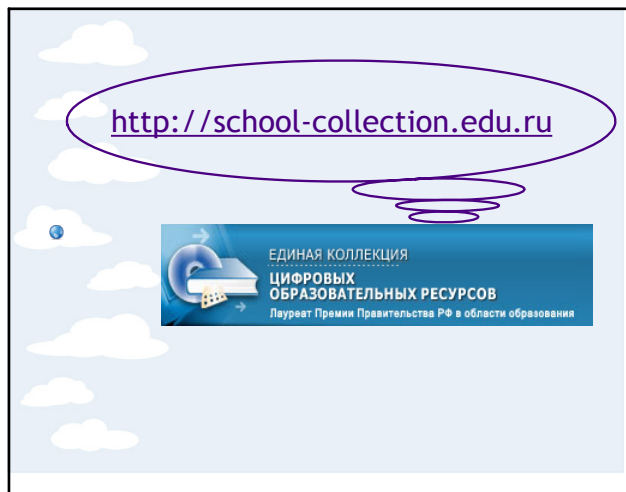 http://school-collection.edu.ru
ЕДИНАЯ КОЛЛЕКЦИЯ
ЦИФРОВЫХ
ОБРАЗОВАТЕЛЬНЫХ РЕСУРСОВ
Лауреат Премии Правительства РФ в области образования